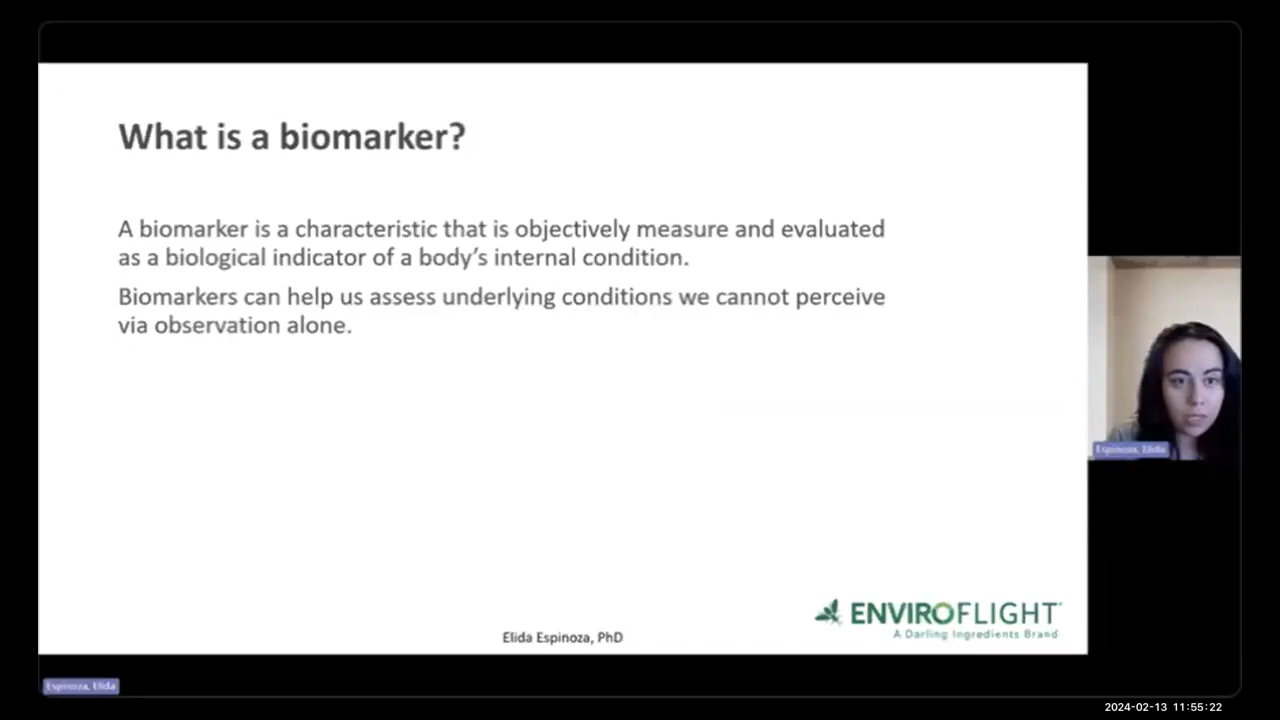 What is a biomarker?
A biomarker is a characteristic that is objectively measure and evaluated
as a biological indicator of a body's internal condition.
Biomarkers can help us assess underlying conditions we cannot perceive
via observation alone.
Espinoza, Elida
ENVIROFLIGHT
A Darling Ingredients Brand
Elida Espinoza, PhD
Espinoza, Elida
2024-02-13 11:55:22